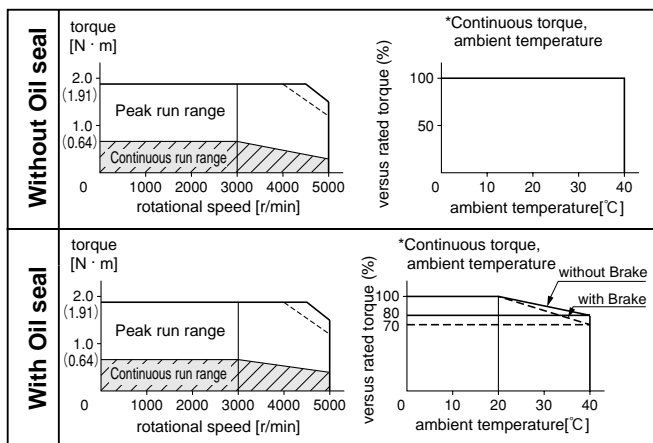 Without Oil seal
torque
[N · m]
2.0
(1.91)
1.0
(0.64)
0
Peak run range
Continuous run range
1000 2000 3000 4000 5000
rotational speed [r/min]
*Continuous torque,
ambient temperature
versus rated torque (%)
100
50
0 10 20 30 40
ambient temperature[℃]
With Oil seal
torque
[N · m]
2.0
(1.91)
1.0
(0.64)
0
Peak run range
Continuous run range
1000 2000 3000 4000 5000
rotational speed [r/min]
*Continuous torque,
ambient temperature
without Brake
with Brake
versus rated torque (%)
100
80
70
0 10 20 30 40
ambient temperature[℃]